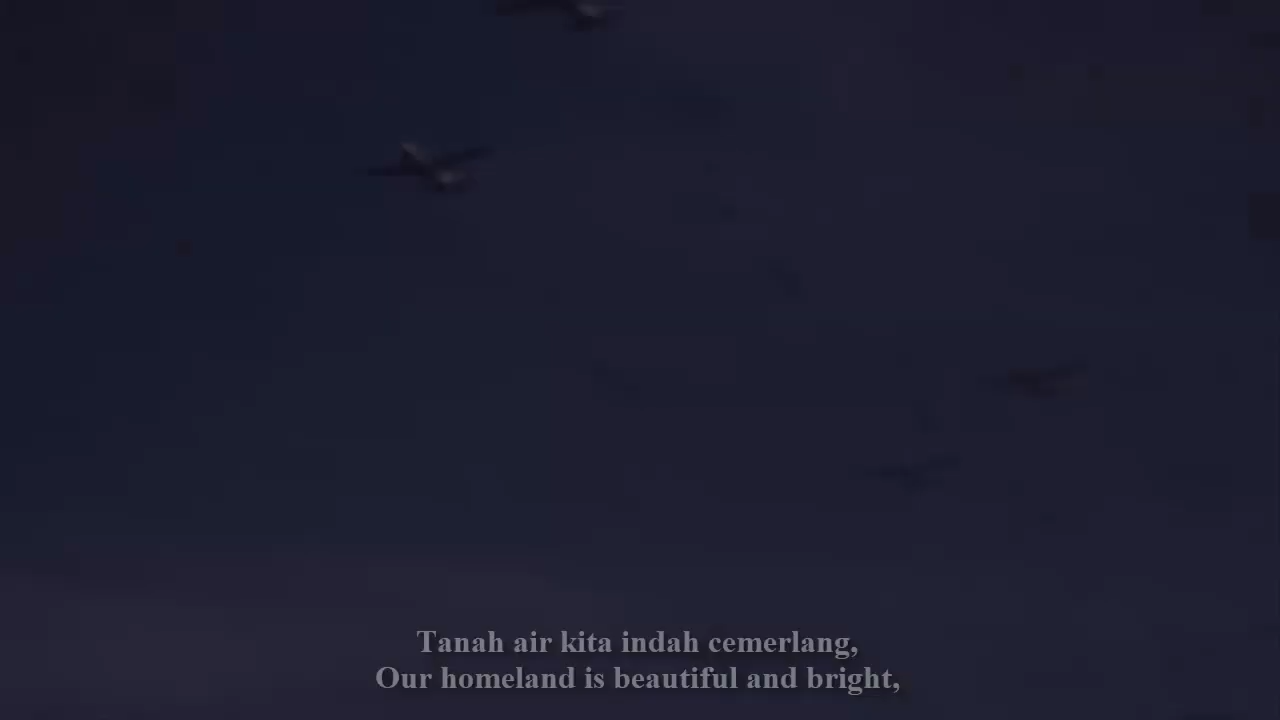 Tanah air kita indah cemerlang,
Our homeland is beautiful and bright,